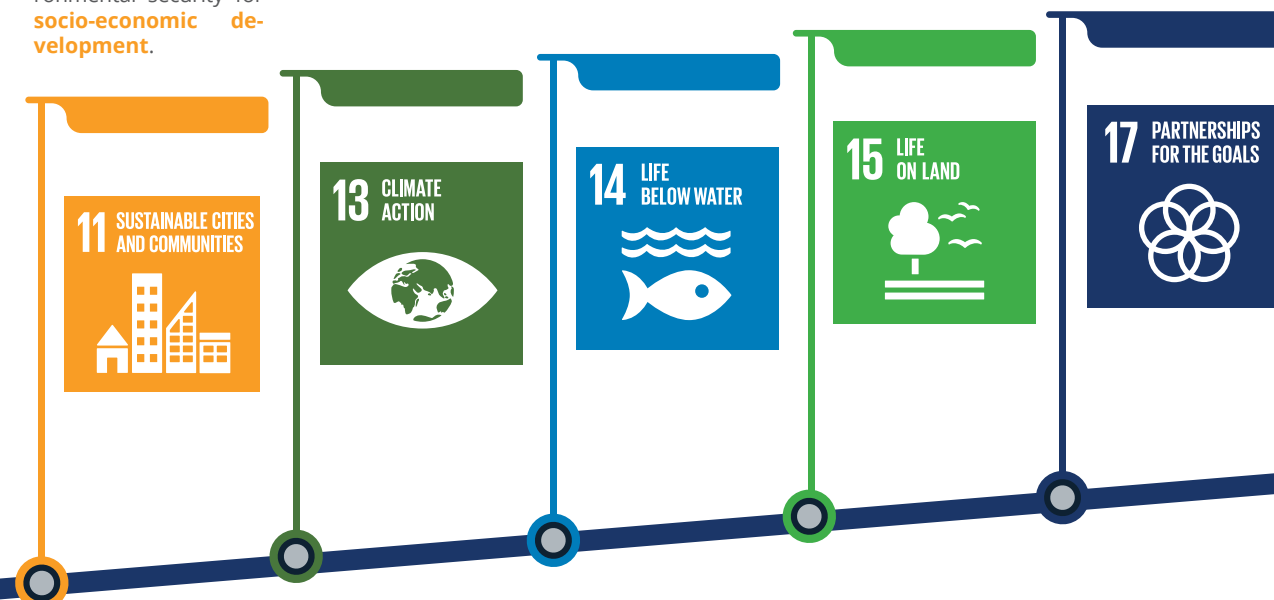 socio-economic de-
velopment.
11 SUSTAINABLE CITIES
AND COMMUNITIES
13 CLIMATE
ACTION
14 LIFE
BELOW WATER
15 LIFE
ON LAND
17 PARTNERSHIPS
FOR THE GOALS